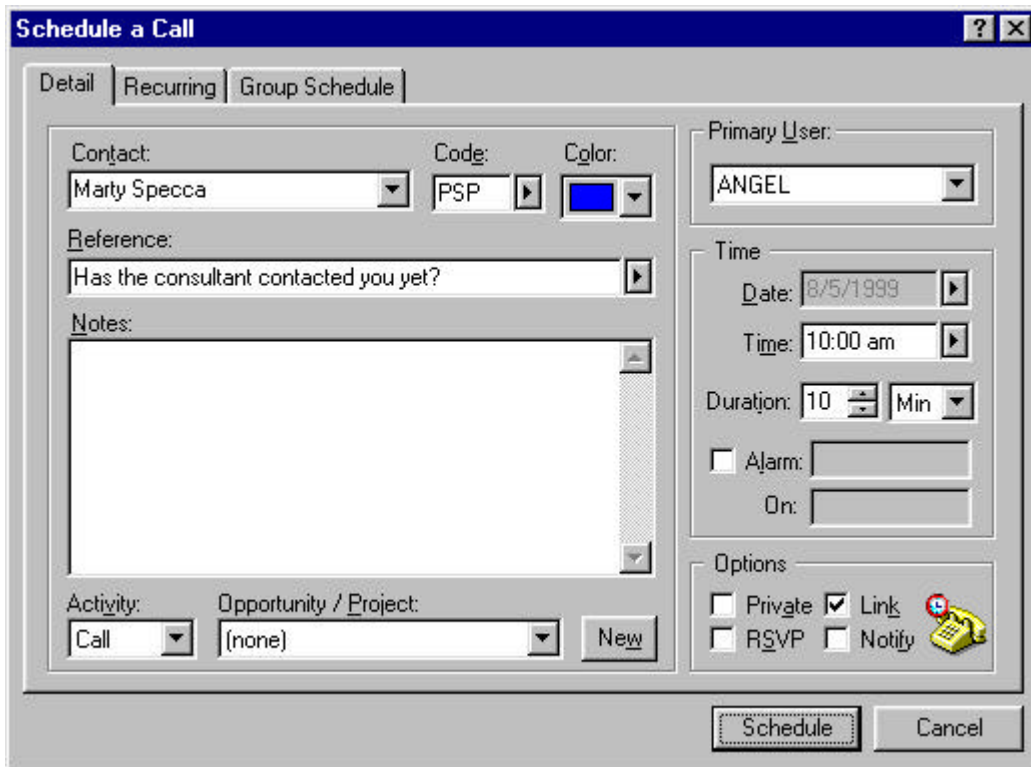 Schedule a Call
Detail Recurring Group Schedule
Contact: Code: Color:
Marty Specca PSP
Reference:
Has the consultant contacted you yet?
Notes:
Activity: Opportunity / Project:
Call (none) New
Primary User:
ANGEL
Time
Date: 8/5/1999
Time: 10:00 am
Duration: 10 Min
Alarm:
On:
Options
Private Link
RSVP Notify
Schedule Cancel